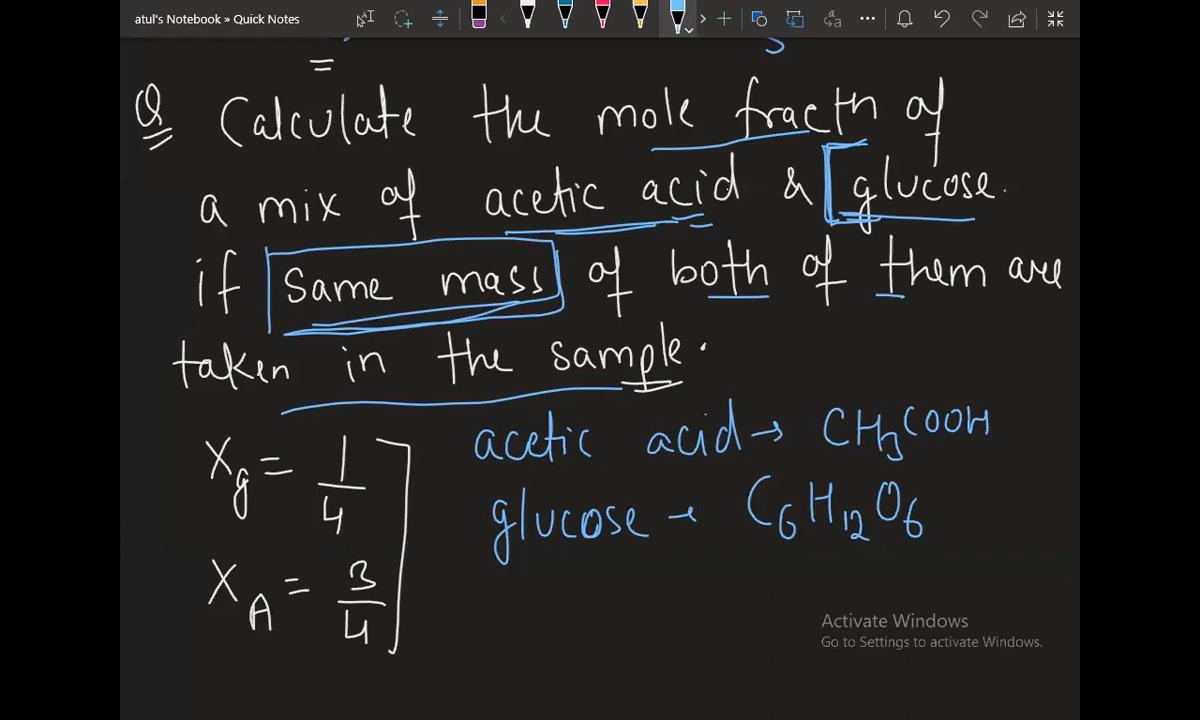 atul's Notebook » Quick Notes
Q Calculate the mole fractn of
a mix of acetic acid & glucose.
if same mass of both of them are
taken in the sample.
Xg = 1/4
XA = 3/4
acetic acid → CH3COOH
glucose → C6H12O6
Activate Windows
Go to Settings to activate Windows.